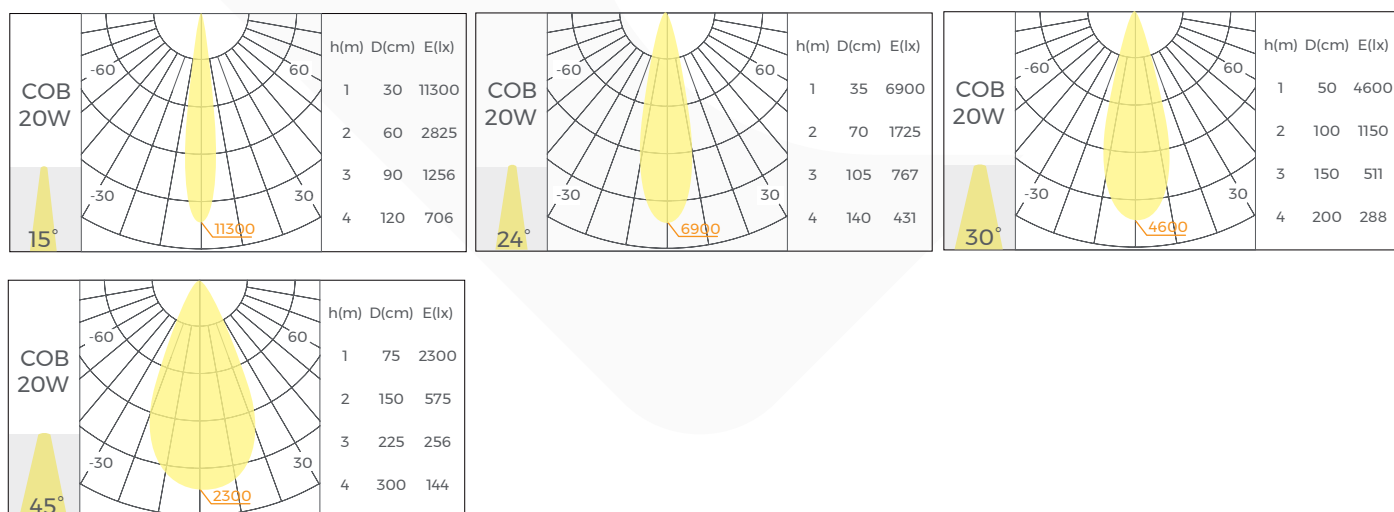 COB
20W
15°
-60
60
-30
30
11300
h(m) D(cm) E(lx)
1 30 11300
2 60 2825
3 90 1256
4 120 706
COB
20W
24°
-60
60
-30
30
6900
h(m) D(cm) E(lx)
1 35 6900
2 70 1725
3 105 767
4 140 431
COB
20W
30°
-60
60
-30
30
4600
h(m) D(cm) E(lx)
1 50 4600
2 100 1150
3 150 511
4 200 288
COB
20W
45°
-60
60
-30
30
2300
h(m) D(cm) E(lx)
1 75 2300
2 150 575
3 225 256
4 300 144